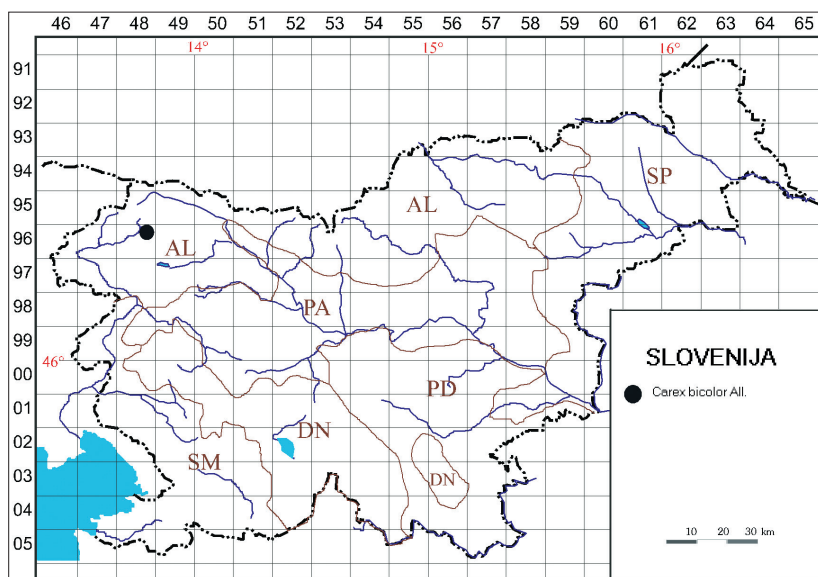 46 47 48 49 50 51 52 53 54 55 56 57 58 59 60 61 62 63 64 65
14° 15° 16°
91
92
93
94
95
96
97
98
99
46°
00
01
02
03
04
05
SP
AL
AL
PA
PD
DN
SM
DN
SLOVENIJA
Carex bicolor All.
10 20 30 km